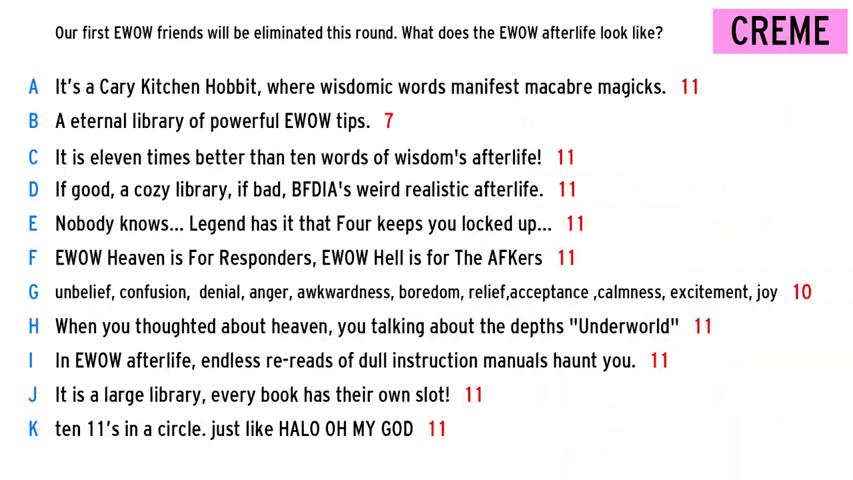 Our first EWOW friends will be eliminated this round. What does the EWOW afterlife look like?
CREME
A It's a Cary Kitchen Hobbit, where wisdomic words manifest macabre magicks. 11
B A eternal library of powerful EWOW tips. 7
C It is eleven times better than ten words of wisdom's afterlife! 11
D If good, a cozy library, if bad, BFDIA's weird realistic afterlife. 11
E Nobody knows... Legend has it that Four keeps you locked up... 11
F EWOW Heaven is For Responders, EWOW Hell is for The AFKers 11
G unbelief, confusion, denial, anger, awkwardness, boredom, relief,acceptance ,calmness, excitement, joy 10
H When you thoughted about heaven, you talking about the depths "Underworld" 11
I In EWOW afterlife, endless re-reads of dull instruction manuals haunt you. 11
J It is a large library, every book has their own slot! 11
K ten 11's in a circle. just like HALO OH MY GOD 11